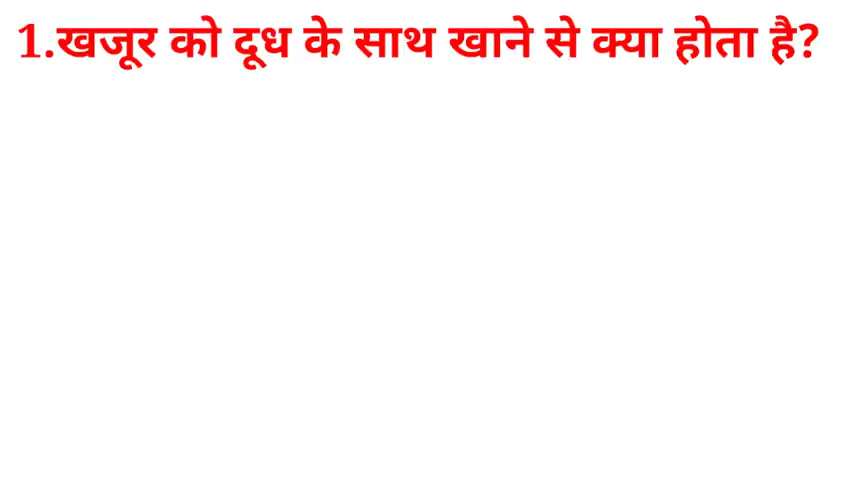 1.खजूर को दूध के साथ खाने से क्या होता है?